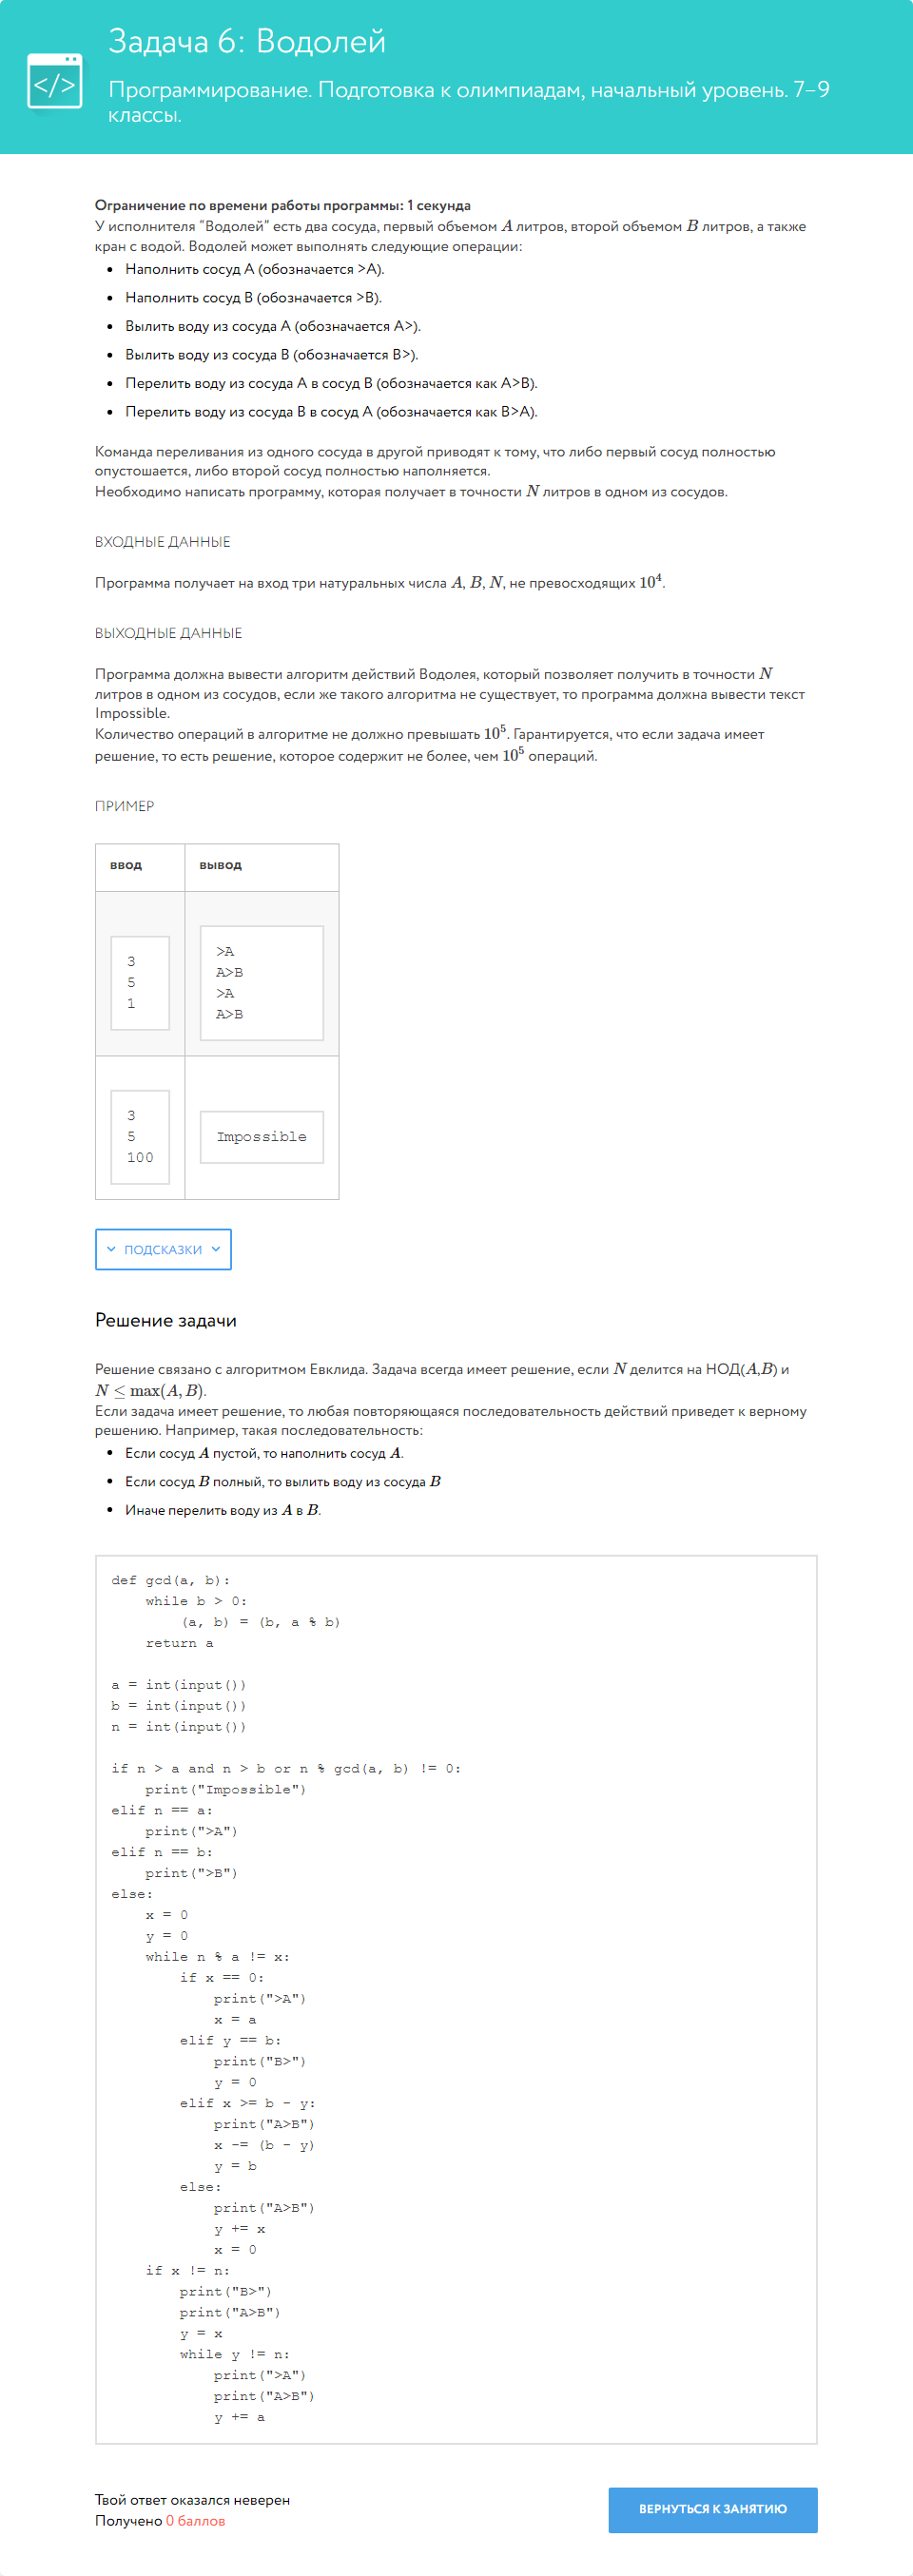 Задача 6: Водолей
</>
Программирование. Подготовка к олимпиадам, начальный уровень. 7–9
классы.
Ограничение по времени работы программы: 1 секунда
У исполнителя “Водолей” есть два сосуда, первый объемом A литров, второй объемом B литров, а также
кран с водой. Водолей может выполнять следующие операции:
• Наполнить сосуд A (обозначается >A).
• Наполнить сосуд B (обозначается >B).
• Вылить воду из сосуда A (обозначается A>).
• Вылить воду из сосуда B (обозначается B>).
• Перелить воду из сосуда A в сосуд B (обозначается как A>B).
• Перелить воду из сосуда B в сосуд A (обозначается как B>A).
Команда переливания из одного сосуда в другой приводят к тому, что либо первый сосуд полностью
опустошается, либо второй сосуд полностью наполняется.
Необходимо написать программу, которая получает в точности N литров в одном из сосудов.
ВХОДНЫЕ ДАННЫЕ
Программа получает на вход три натуральных числа A, B, N, не превосходящих 10⁴.
ВЫХОДНЫЕ ДАННЫЕ
Программа должна вывести алгоритм действий Водолея, который позволяет получить в точности N
литров в одном из сосудов, если же такого алгоритма не существует, то программа должна вывести текст
Impossible.
Количество операций в алгоритме не должно превышать 10⁵. Гарантируется, что если задача имеет
решение, то есть решение, которое содержит не более, чем 10⁵ операций.
ПРИМЕР
ввод вывод
3
5
1
>A
A>B
>A
A>B
3
5
100
Impossible
ПОДСКАЗКИ
Решение задачи
Решение связано с алгоритмом Евклида. Задача всегда имеет решение, если N делится на НОД(A,B) и
N ≤ max(A, B).
Если задача имеет решение, то любая повторяющаяся последовательность действий приведет к верному
решению. Например, такая последовательность:
• Если сосуд A пустой, то наполнить сосуд A.
• Если сосуд B полный, то вылить воду из сосуда B
• Иначе перелить воду из A в B.
def gcd(a, b):
    while b > 0:
        (a, b) = (b, a % b)
    return a
a = int(input())
b = int(input())
n = int(input())
if n > a and n > b or n % gcd(a, b) != 0:
    print("Impossible")
elif n == a:
    print(">A")
elif n == b:
    print(">B")
else:
    x = 0
    y = 0
    while n % a != x:
        if x == 0:
            print(">A")
            x = a
        elif y == b:
            print("B>")
            y = 0
        elif x >= b - y:
            print("A>B")
            x -= (b - y)
            y = b
        else:
            print("A>B")
            y += x
            x = 0
    if x != n:
        print("B>")
        print("A>B")
        y = x
        while y != n:
            print(">A")
            print("A>B")
            y += a
Твой ответ оказался неверен
Получено 0 баллов
ВЕРНУТЬСЯ К ЗАНЯТИЮ